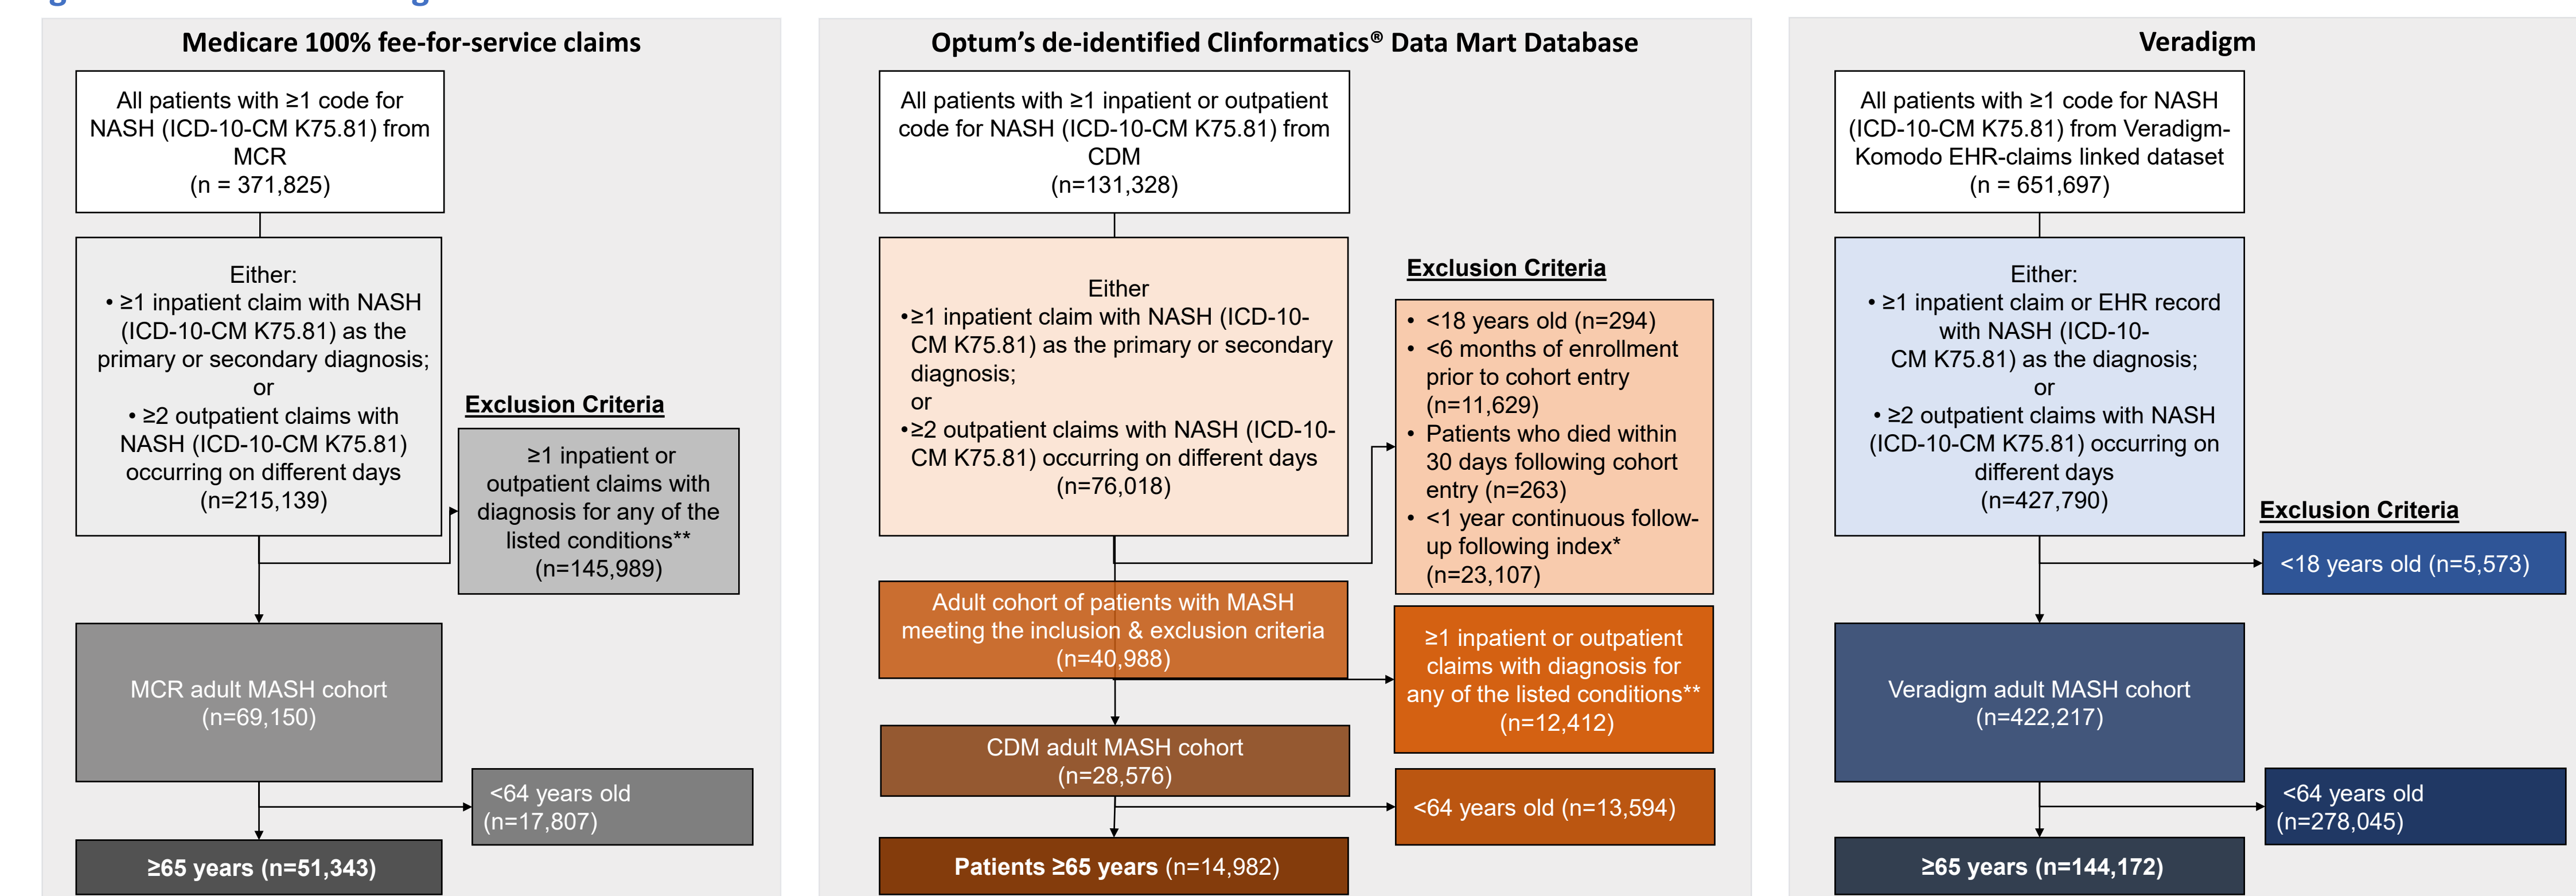 Medicare 100% fee-for-service claims
All patients with ≥1 code for
NASH (ICD-10-CM K75.81) from
MCR
(n = 371,825)
Either:
• ≥1 inpatient claim with NASH
(ICD-10-CM K75.81) as the
primary or secondary diagnosis;
or
• ≥2 outpatient claims with
NASH (ICD-10-CM K75.81)
occurring on different days
(n=215,139)
Exclusion Criteria
≥1 inpatient or
outpatient claims with
diagnosis for any of the
listed conditions**
(n=145,989)
MCR adult MASH cohort
(n=69,150)
<64 years old
(n=17,807)
≥65 years (n=51,343)
Optum's de-identified Clinformatics® Data Mart Database
All patients with ≥1 inpatient or outpatient
code for NASH (ICD-10-CM K75.81) from
CDM
(n=131,328)
Either
•≥1 inpatient claim with NASH (ICD-10-
CM K75.81) as the primary or secondary
diagnosis;
or
•≥2 outpatient claims with NASH (ICD-10-
CM K75.81) occurring on different days
(n=76,018)
Exclusion Criteria
• <18 years old (n=294)
• <6 months of enrollment
prior to cohort entry
(n=11,629)
• Patients who died within
30 days following cohort
entry (n=263)
• <1 year continuous follow-
up following index*
(n=23,107)
Adult cohort of patients with MASH
meeting the inclusion & exclusion criteria
(n=40,988)
≥1 inpatient or outpatient
claims with diagnosis for
any of the listed conditions**
(n=12,412)
CDM adult MASH cohort
(n=28,576)
<64 years old (n=13,594)
Patients ≥65 years (n=14,982)
Veradigm
All patients with ≥1 code for NASH
(ICD-10-CM K75.81) from Veradigm-
Komodo EHR-claims linked dataset
(n = 651,697)
Either:
• ≥1 inpatient claim or EHR record
with NASH (ICD-10-
CM K75.81) as the diagnosis;
or
• ≥2 outpatient claims with NASH
(ICD-10-CM K75.81) occurring on
different days
(n=427,790)
Exclusion Criteria
<18 years old (n=5,573)
Veradigm adult MASH cohort
(n=422,217)
<64 years old
(n=278,045)
≥65 years (n=144,172)